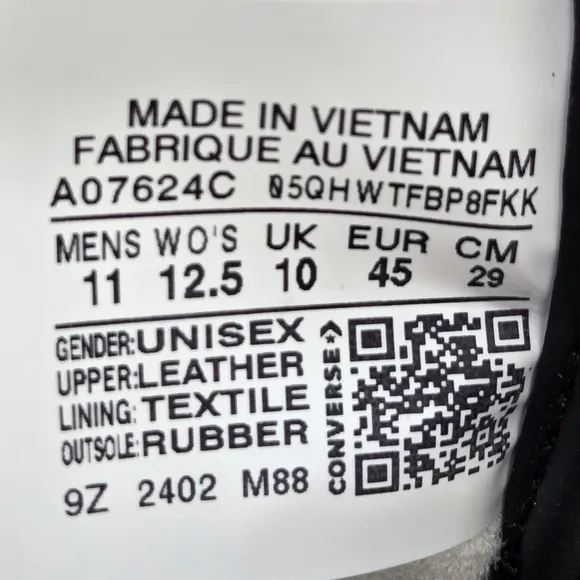 MADE IN VIETNAM
FABRIQUE AU VIETNAM
A07624C 05QHWTFBP8FKK
MENS WO'S UK EUR CM
11 12.5 10 45 29
GENDER:UNISEX
UPPER:LEATHER
LINING:TEXTILE
OUTSOLE:RUBBER
CONVERSE
9Z 2402 M88